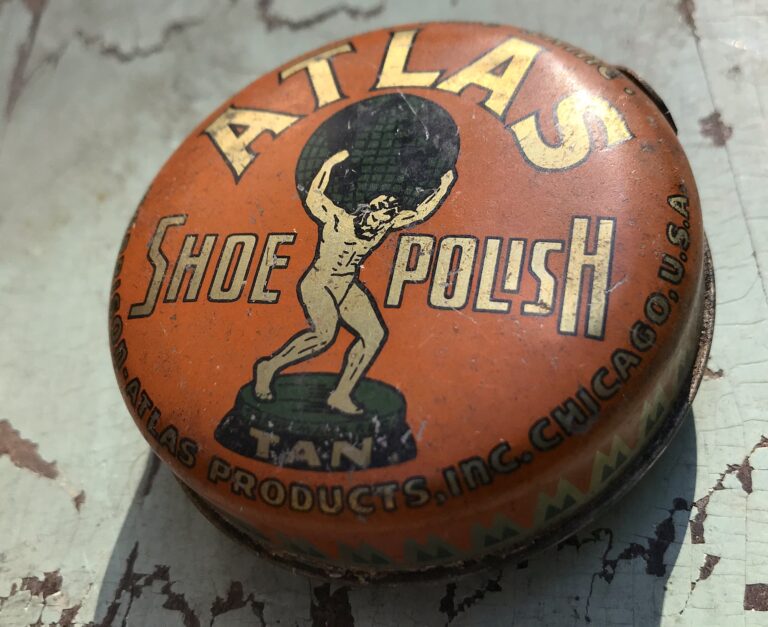 ATLAS
SHOE POLISH
TAN
ATLAS PRODUCTS, INC. CHICAGO, U.S.A.